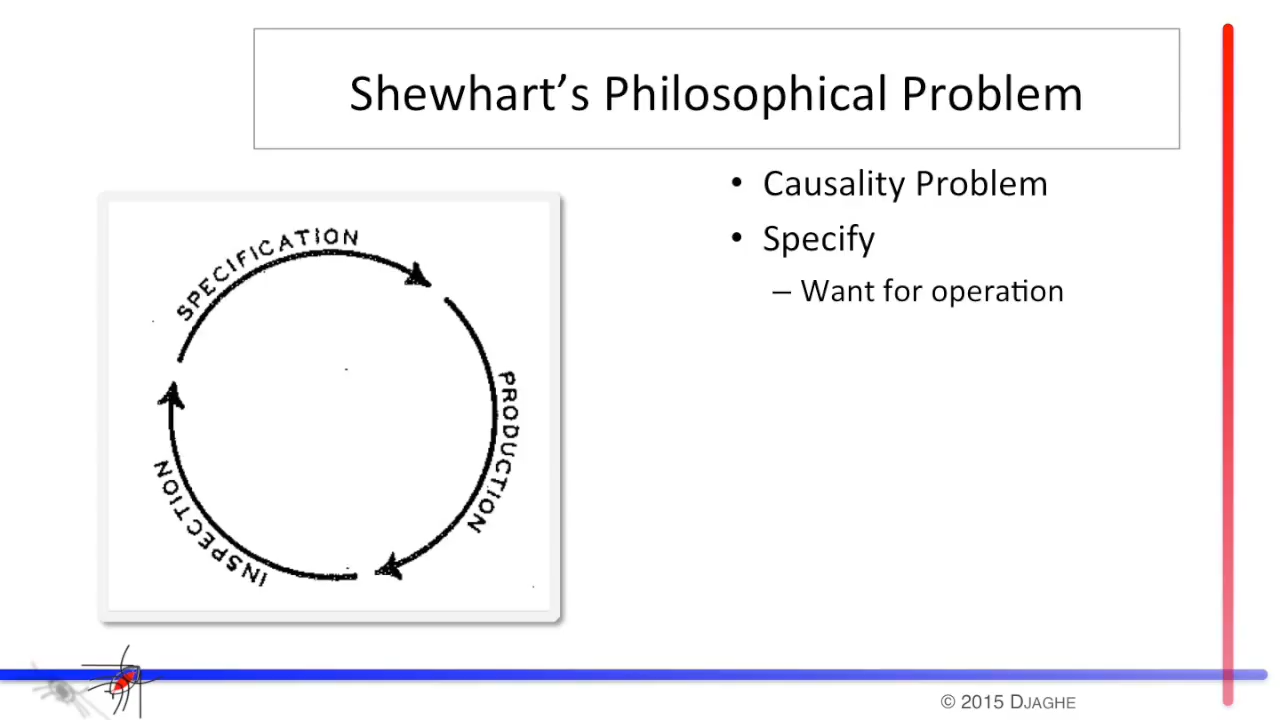 Shewhart’s Philosophical Problem
• Causality Problem
• Specify
– Want for operation
SPECIFICATION
PRODUCTION
INSPECTION
© 2015 DJAGHE